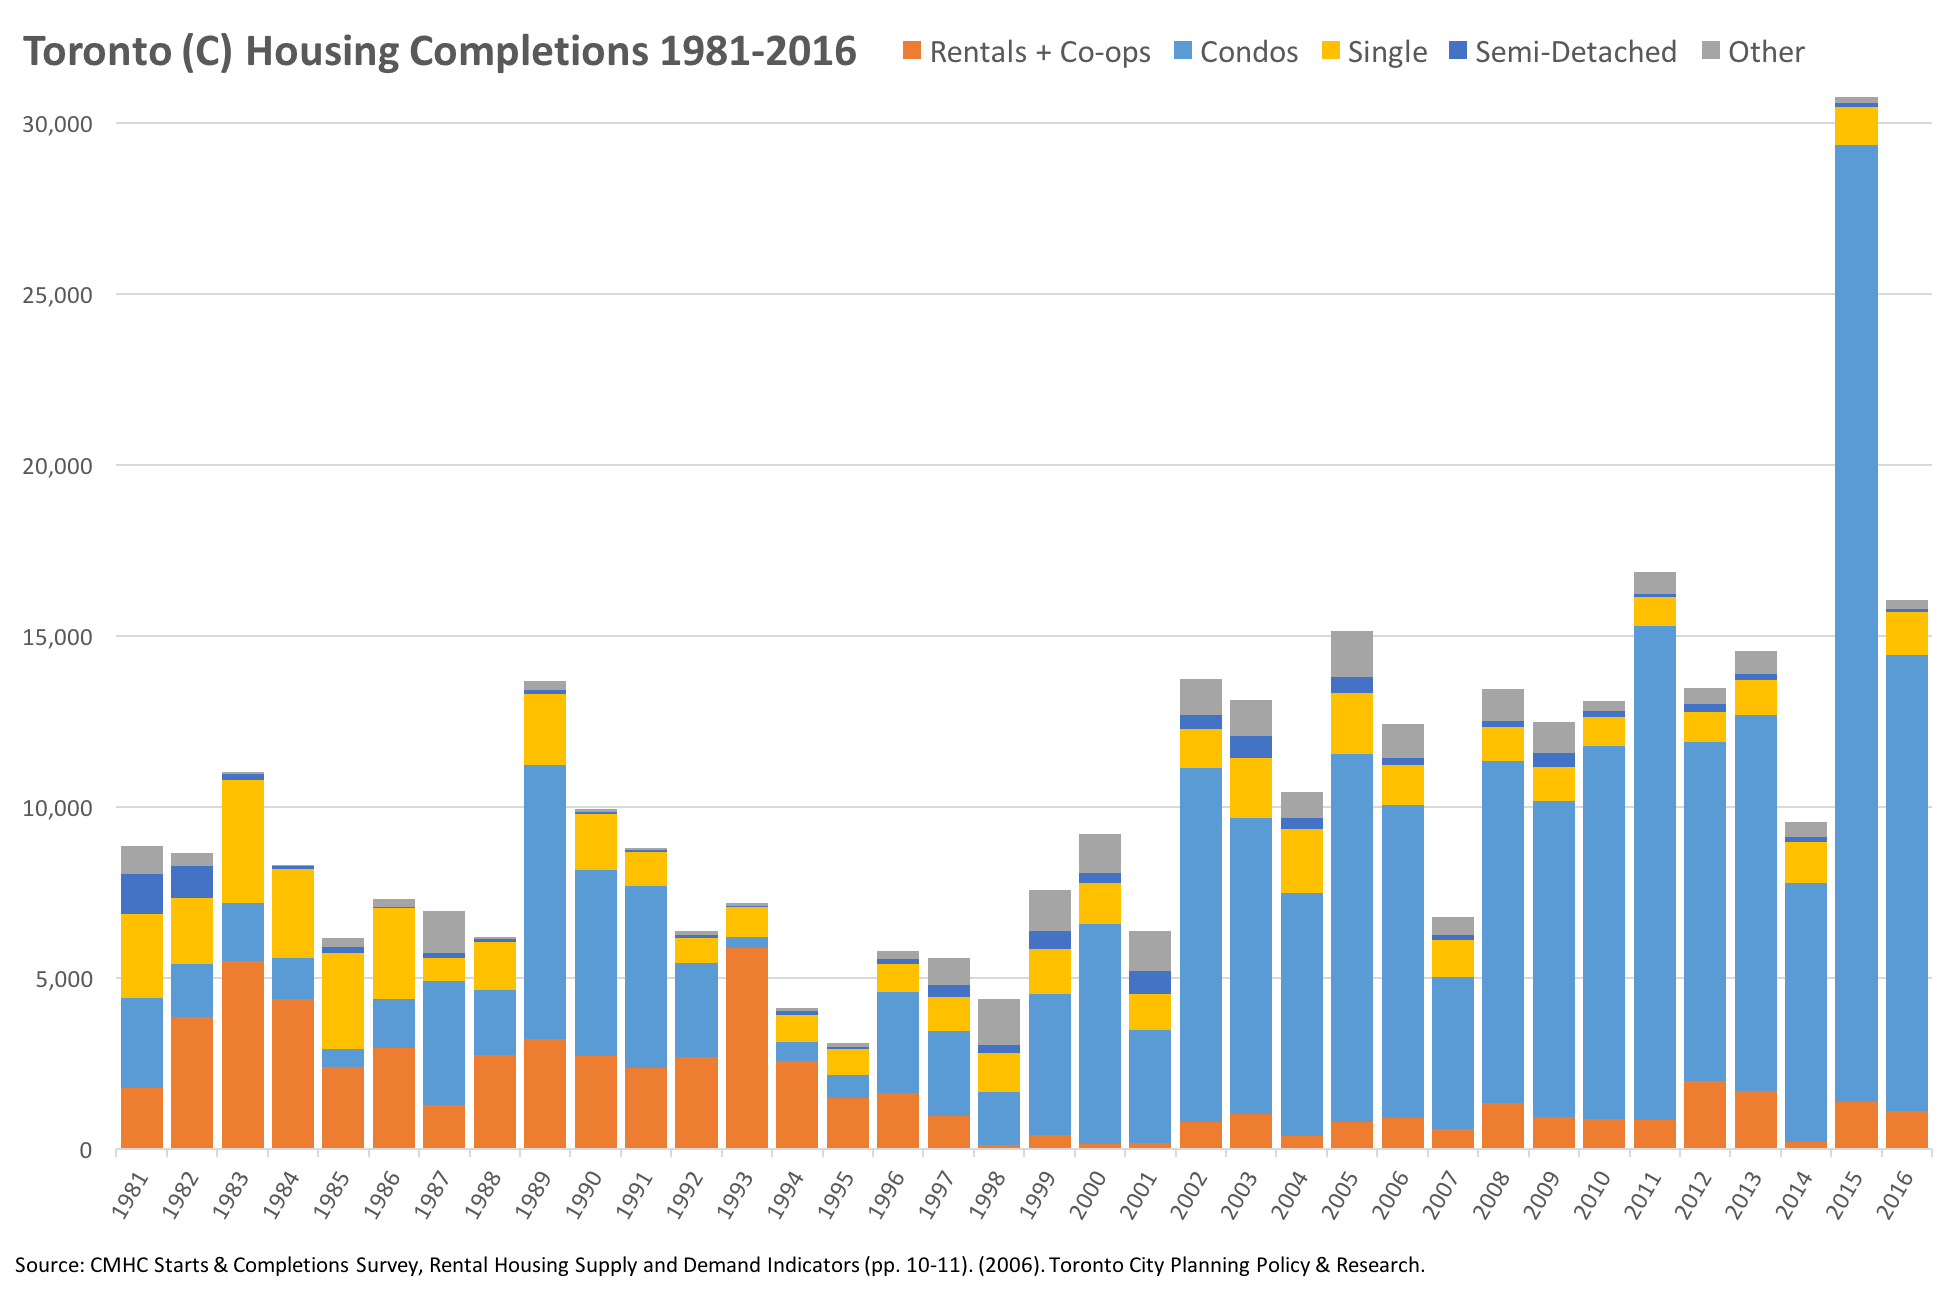 Toronto (C) Housing Completions 1981-2016
Rentals + Co-ops Condos Single Semi-Detached Other
30,000
25,000
20,000
15,000
10,000
5,000
0
1981 1982 1983 1984 1985 1986 1987 1988 1989 1990 1991 1992 1993 1994 1995 1996 1997 1998 1999 2000 2001 2002 2003 2004 2005 2006 2007 2008 2009 2010 2011 2012 2013 2014 2015 2016
Source: CMHC Starts & Completions Survey, Rental Housing Supply and Demand Indicators (pp. 10-11). (2006). Toronto City Planning Policy & Research.